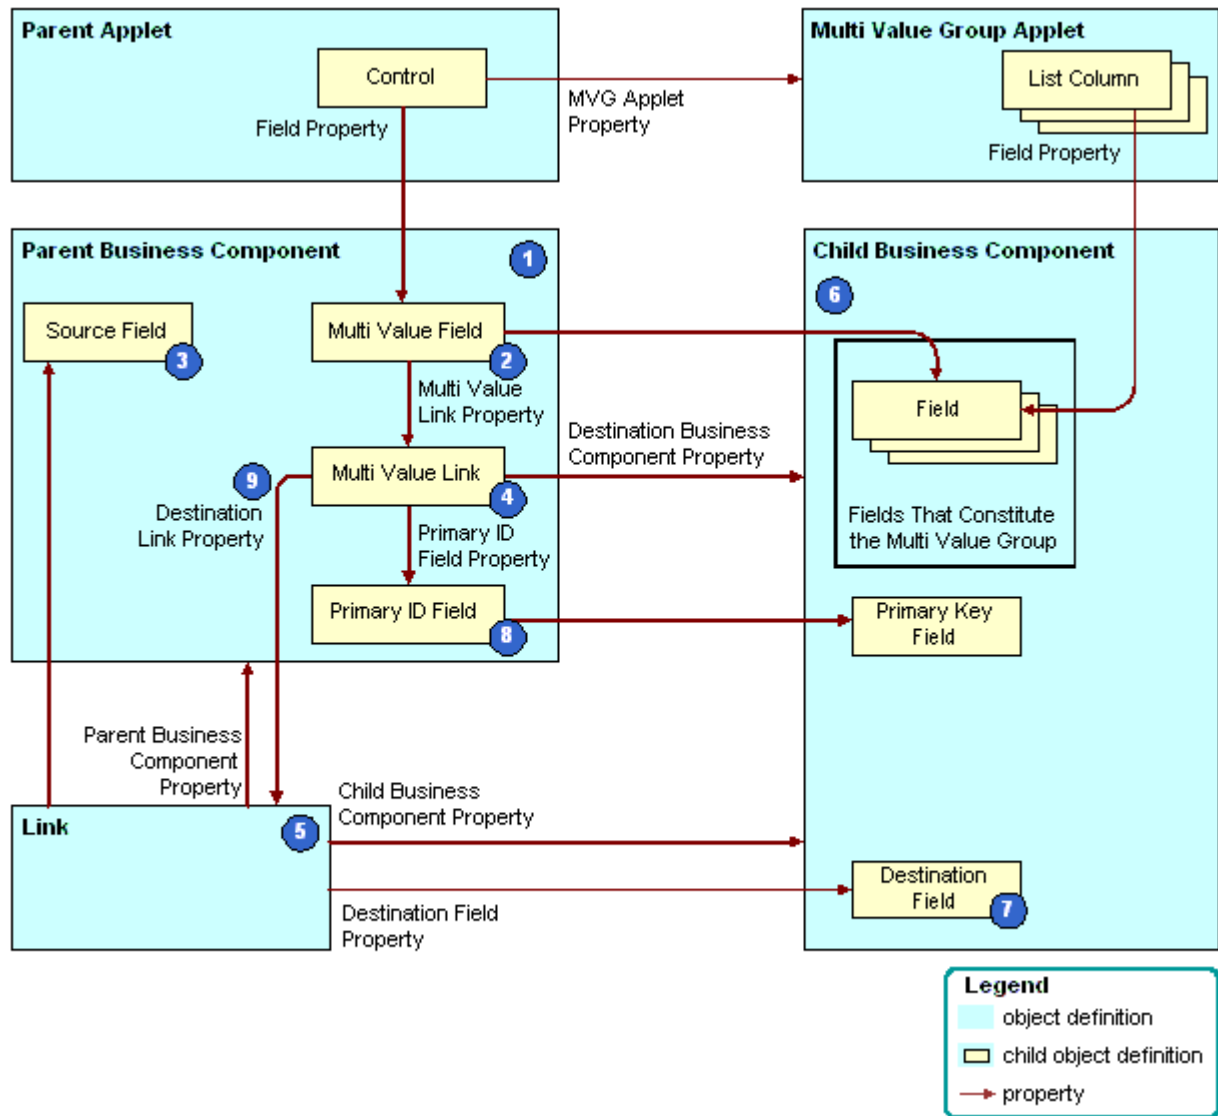 Parent Applet
Control
Field Property
MVG Applet
Property
Multi Value Group Applet
List Column
Field Property
Parent Business Component
1
Source Field
3
Multi Value Field
2
Multi Value
Link Property
Multi Value Link
4
9
Destination
Link Property
Primary ID
Field Property
Primary ID Field
8
Destination Business
Component Property
Child Business Component
6
Field
Fields That Constitute
the Multi Value Group
Primary Key
Field
Parent Business
Component
Property
Child Business
Component Property
Link
5
Destination Field
Property
Destination
Field
7
Legend
object definition
child object definition
property